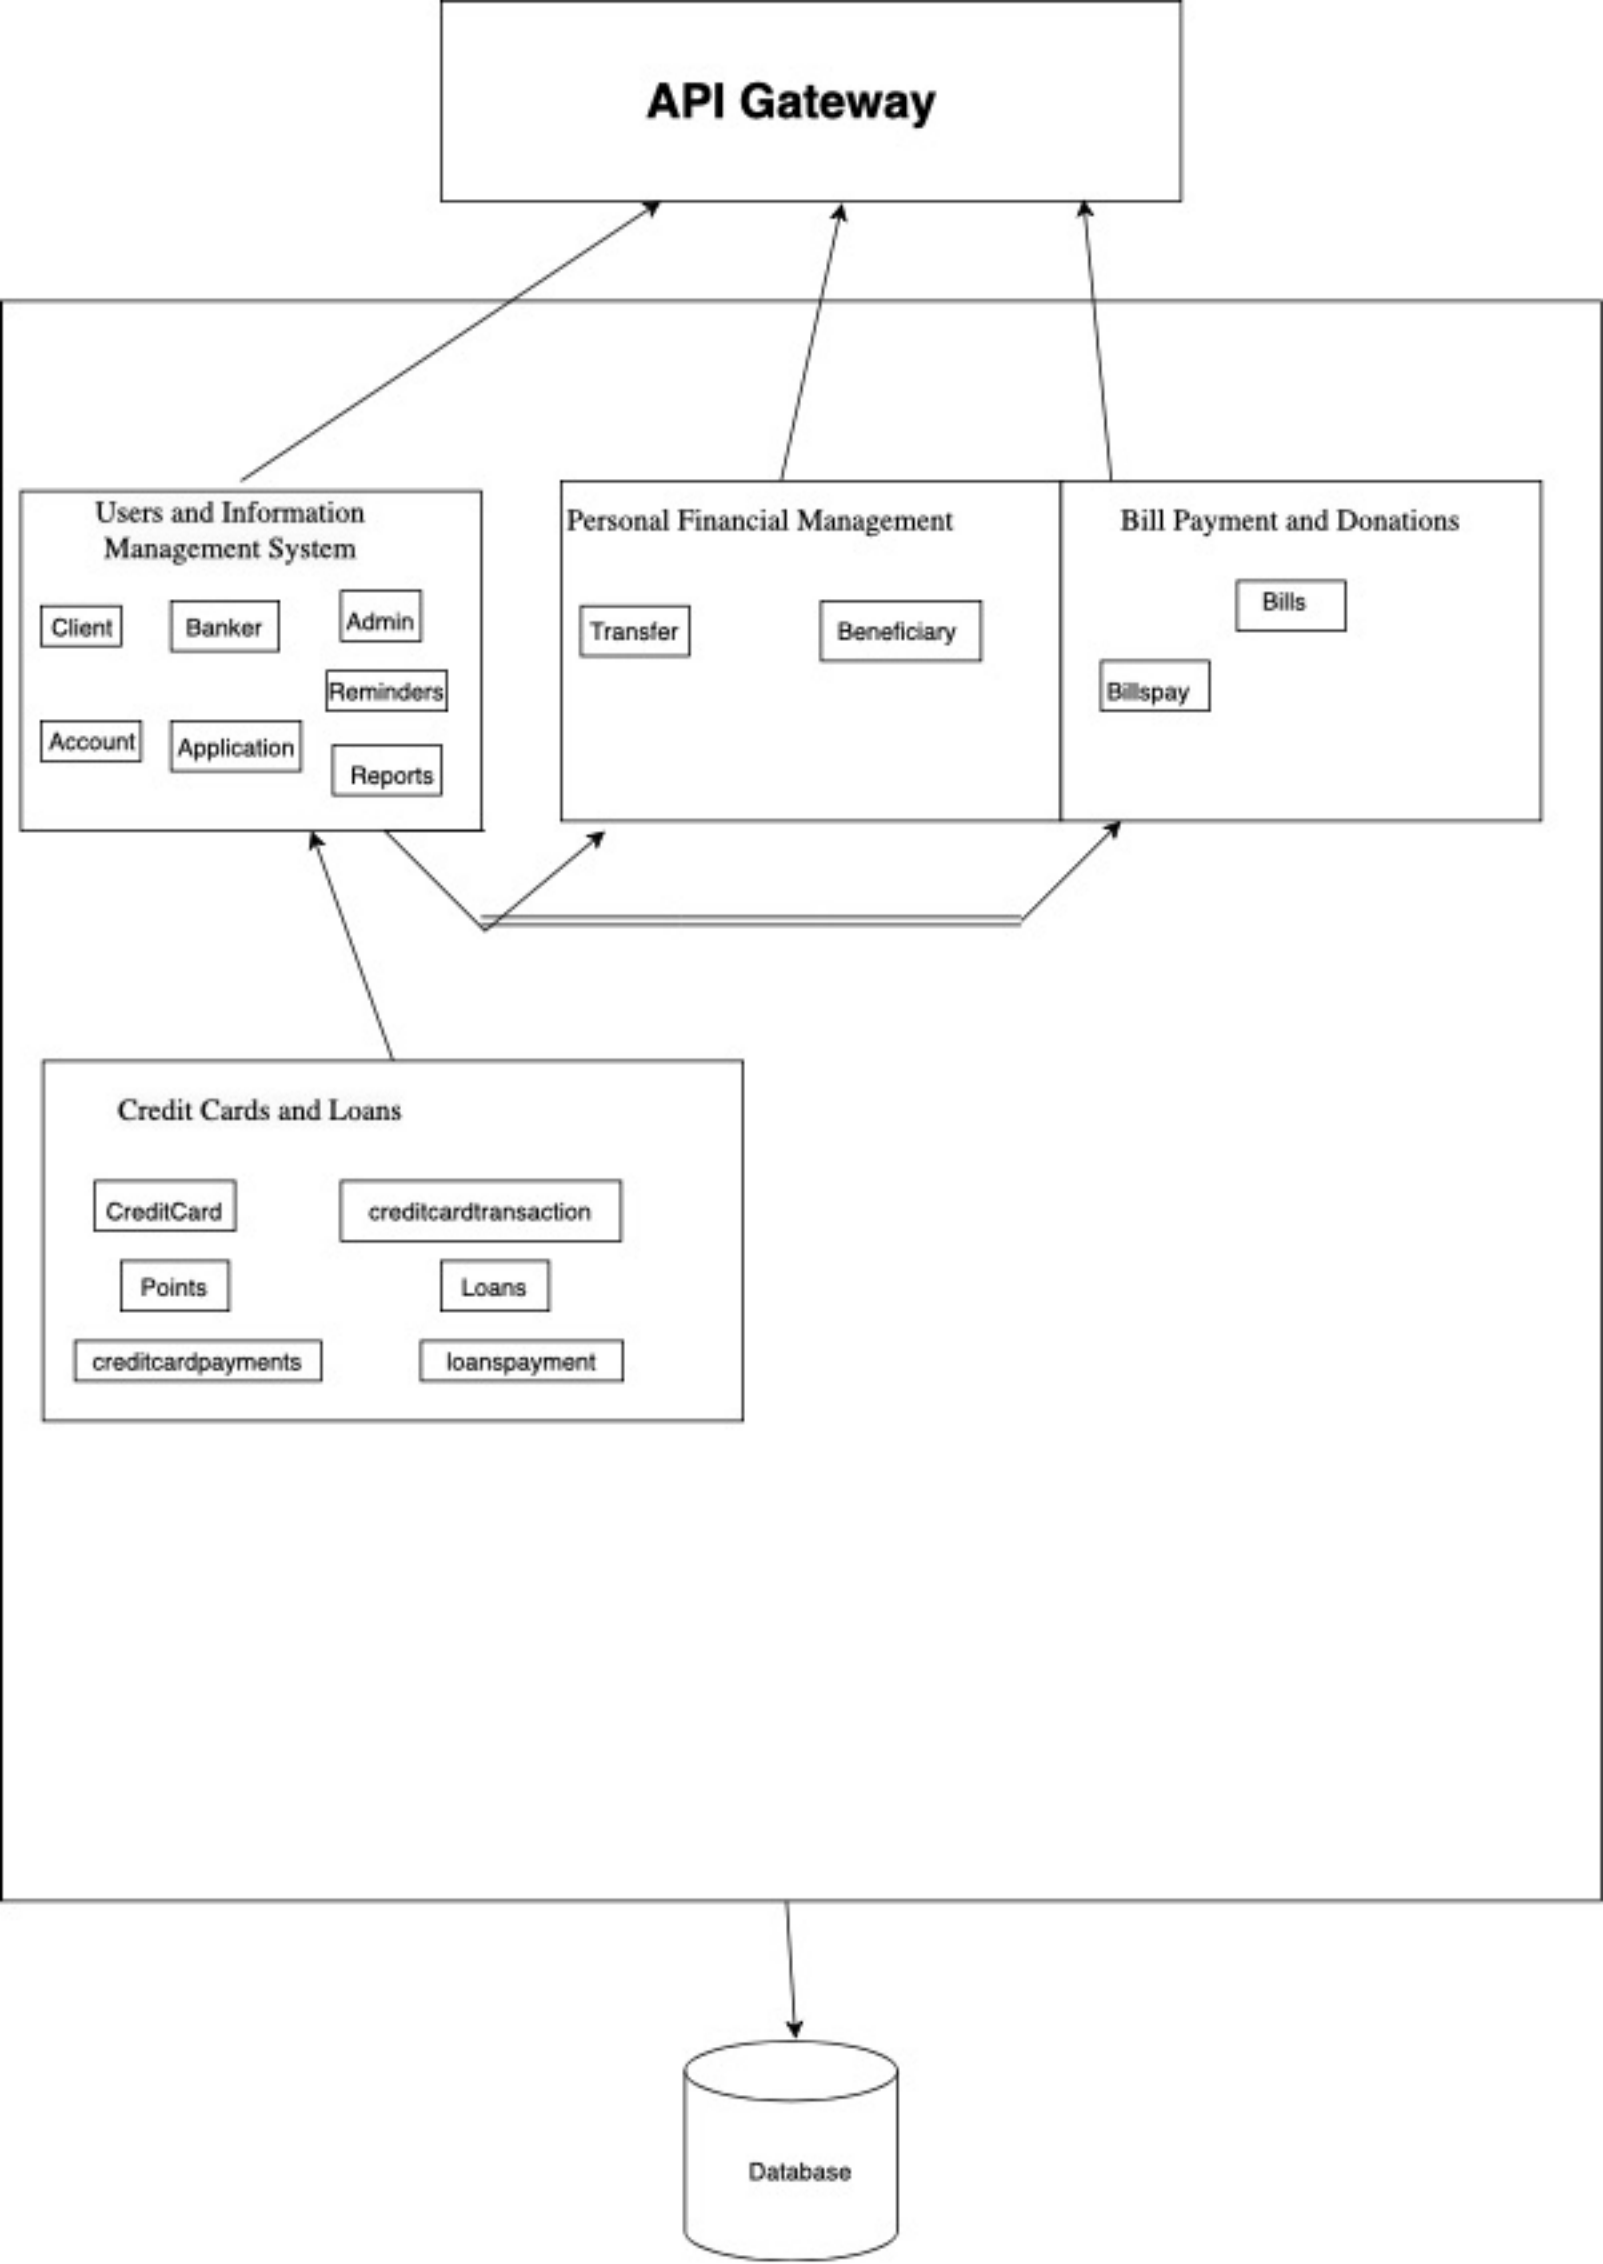 API Gateway
Users and Information
Management System
Client
Banker
Admin
Reminders
Account
Application
Reports
Personal Financial Management
Transfer
Beneficiary
Bill Payment and Donations
Bills
Billspay
Credit Cards and Loans
CreditCard
creditcardtransaction
Points
Loans
creditcardpayments
loanspayment
Database